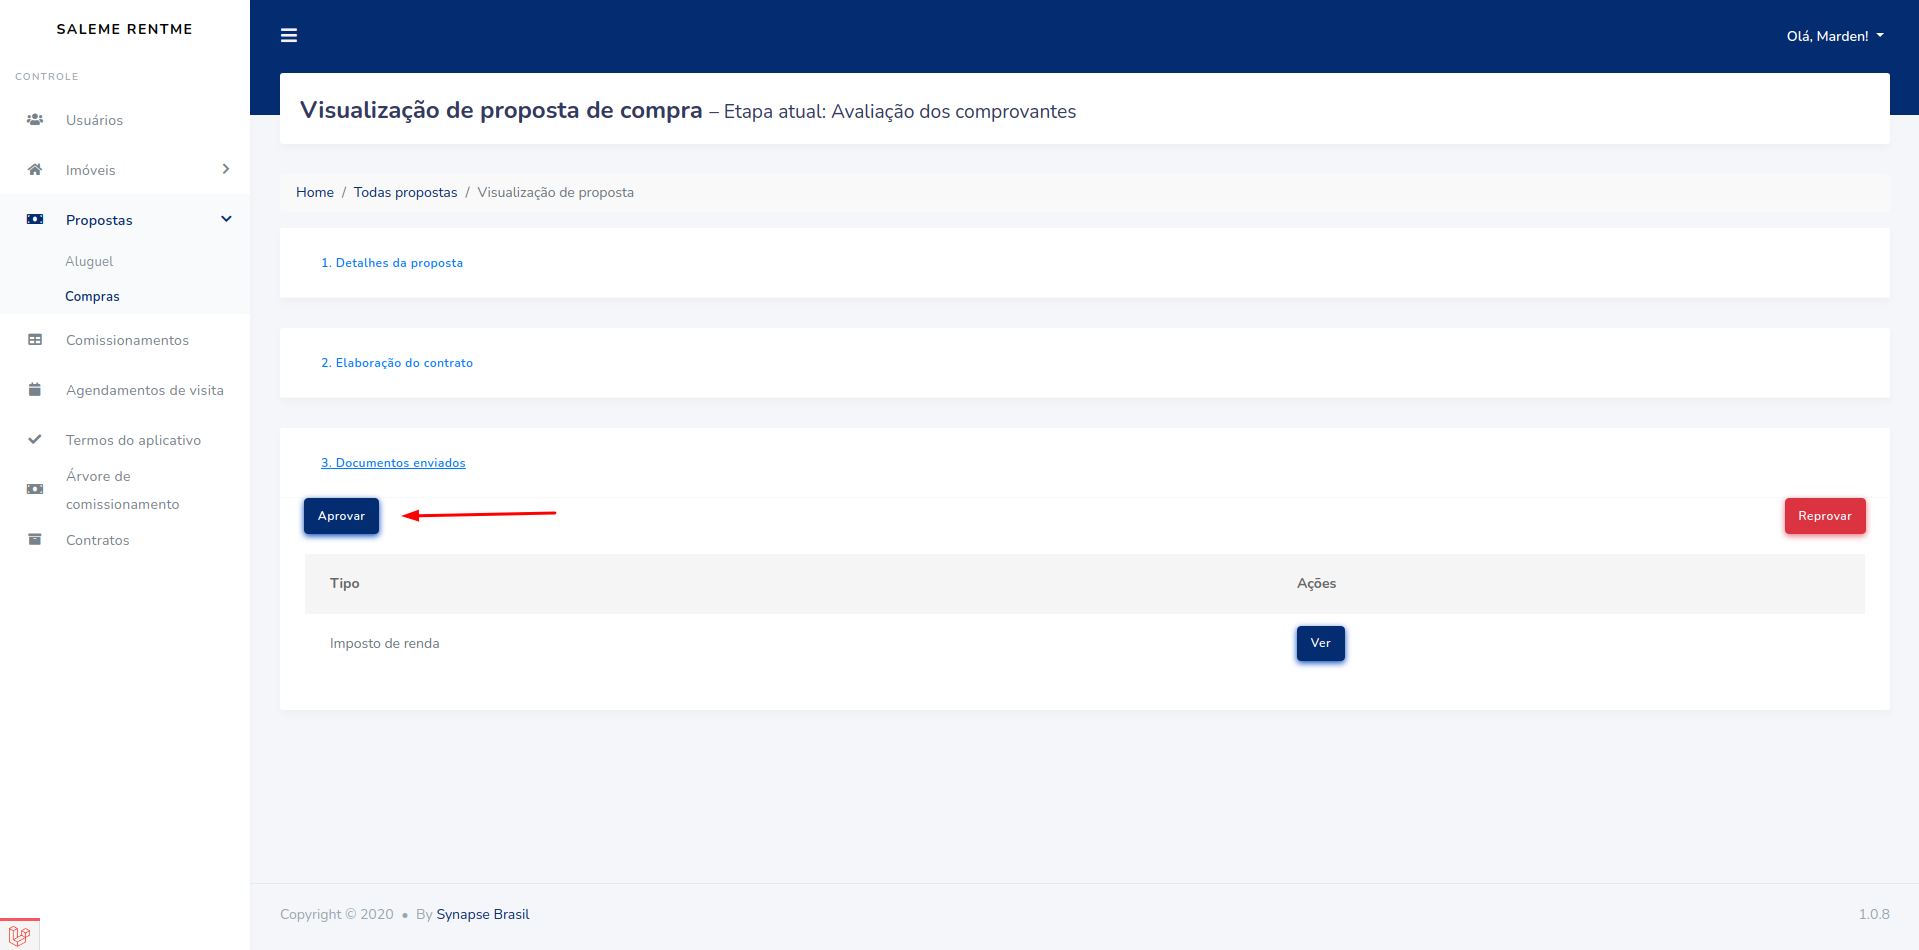 SALEME RENTME
CONTROLE
Usuários
Imóveis
Propostas
Aluguel
Compras
Comissionamentos
Agendamentos de visita
Termos do aplicativo
Árvore de
comissionamento
Contratos
Olá, Marden!
Visualização de proposta de compra – Etapa atual: Avaliação dos comprovantes
Home / Todas propostas / Visualização de proposta
1. Detalhes da proposta
2. Elaboração do contrato
3. Documentos enviados
Aprovar
Reprovar
Tipo Ações
Imposto de renda Ver
Copyright © 2020 • By Synapse Brasil
1.0.8